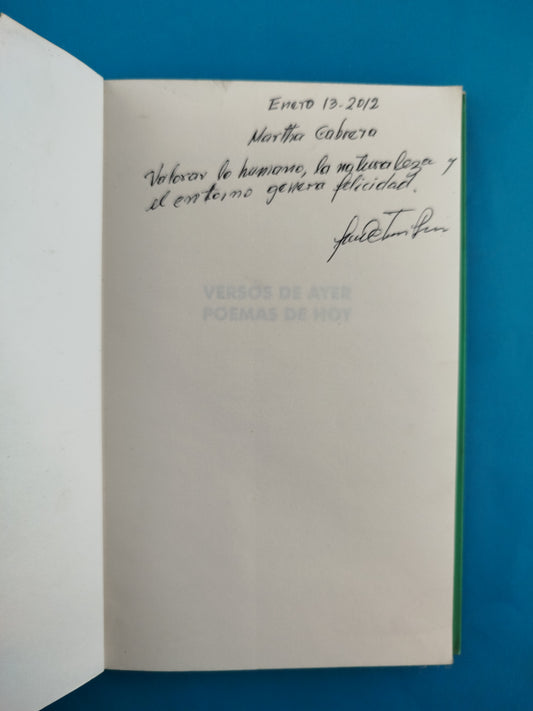 Enero 13-2012
Martha Cabrera
Valorar lo humano, la naturaleza y
el entorno genera felicidad.
VERSOS DE AYER
POEMAS DE HOY